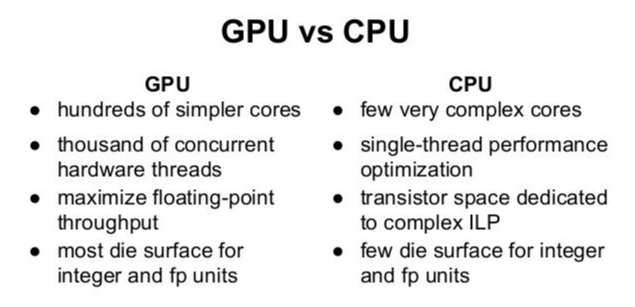 GPU vs CPU
GPU
● hundreds of simpler cores
● thousand of concurrent
hardware threads
● maximize floating-point
throughput
● most die surface for
integer and fp units
CPU
● few very complex cores
● single-thread performance
optimization
● transistor space dedicated
to complex ILP
● few die surface for integer
and fp units